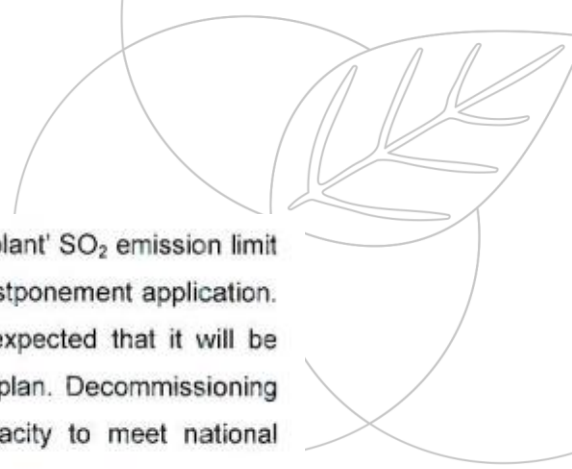 plant' SO₂ emission limit
stponement application.
expected that it will be
plan. Decommissioning
acity to meet national